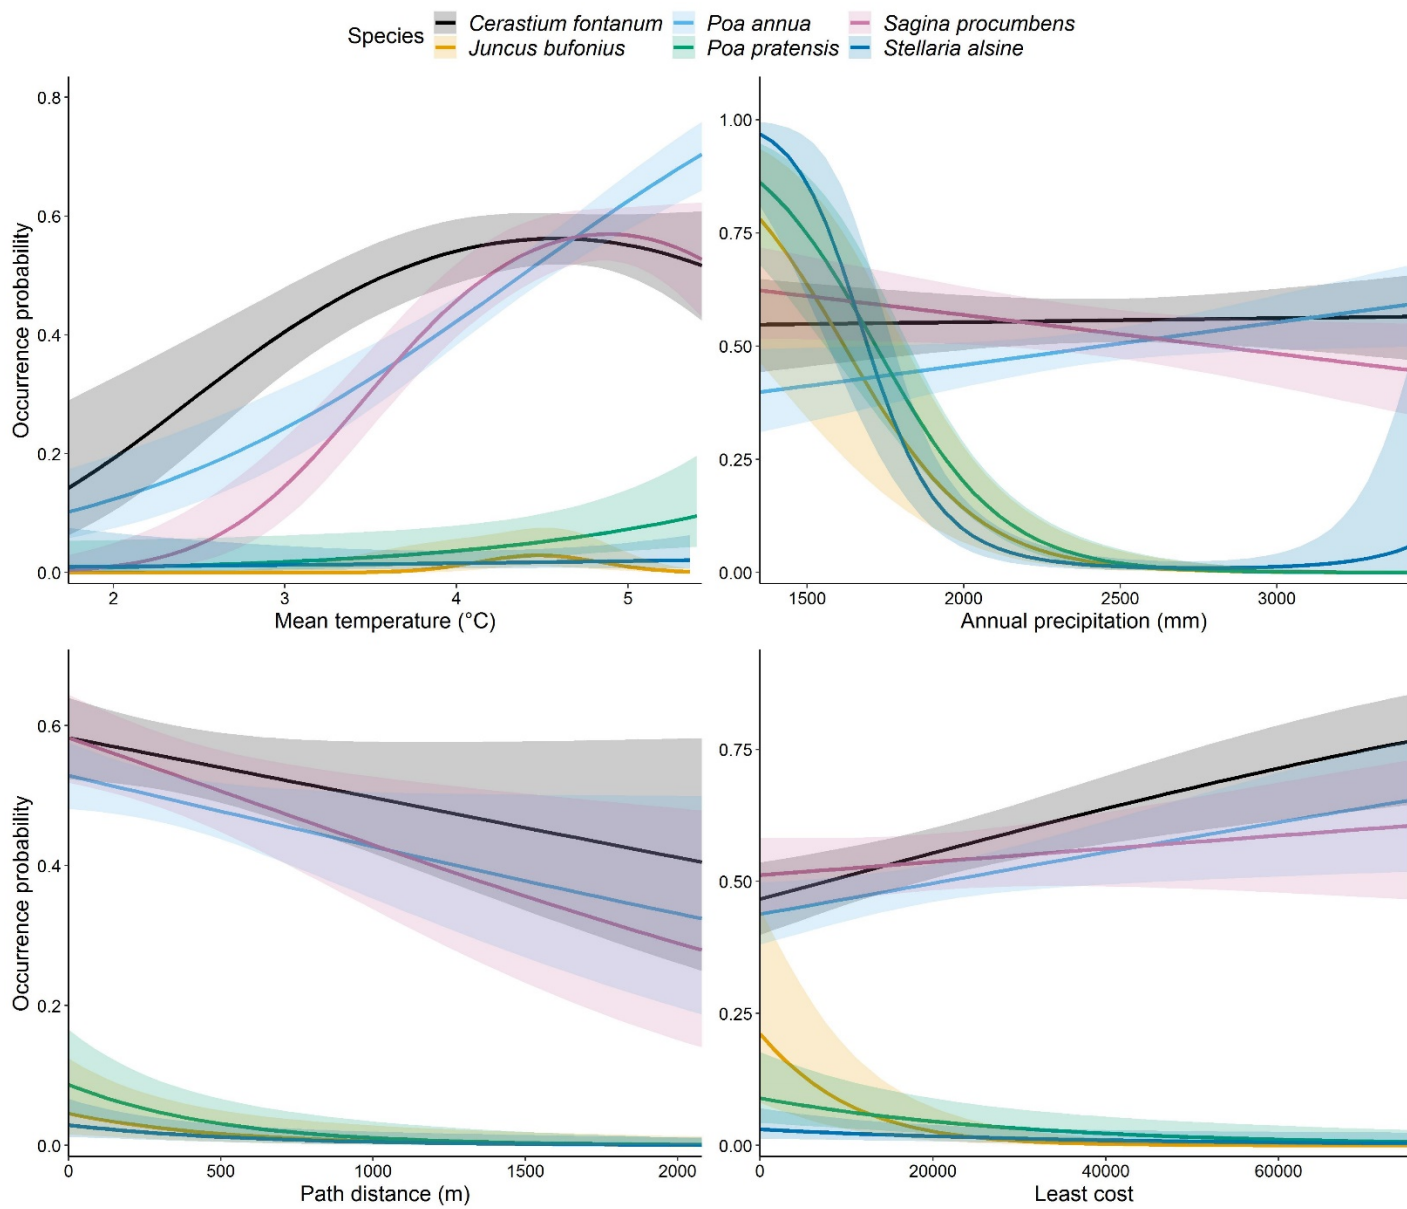 Species
Cerastium fontanum
Poa annua
Sagina procumbens
Juncus bufonius
Poa pratensis
Stellaria alsine
Occurrence probability
0.8
0.6
0.4
0.2
0.0
2 3 4 5
Mean temperature (°C)
1.00
0.75
0.50
0.25
0.00
1500 2000 2500 3000
Annual precipitation (mm)
Occurrence probability
0.6
0.4
0.2
0.0
0 500 1000 1500 2000
Path distance (m)
0.75
0.50
0.25
0.00
0 20000 40000 60000
Least cost